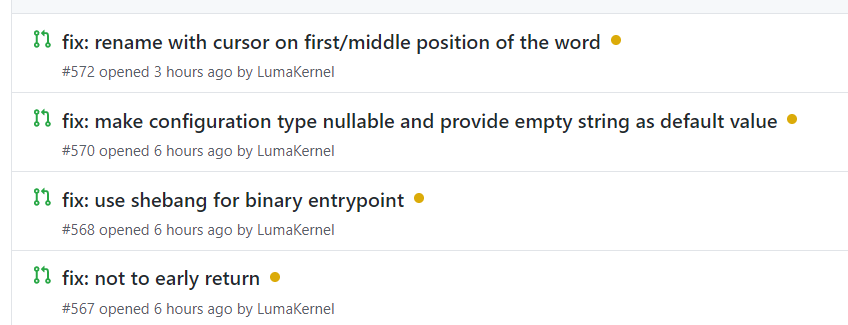 fix: rename with cursor on first/middle position of the word
#572 opened 3 hours ago by LumaKernel
fix: make configuration type nullable and provide empty string as default value
#570 opened 6 hours ago by LumaKernel
fix: use shebang for binary entrypoint
#568 opened 6 hours ago by LumaKernel
fix: not to early return
#567 opened 6 hours ago by LumaKernel